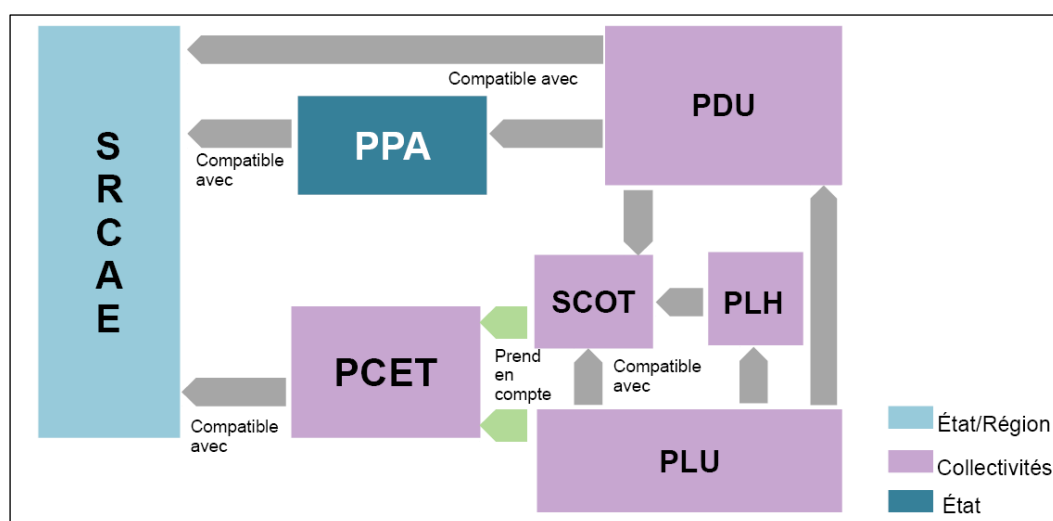 S
R
C
A
E
Compatible avec
PDU
PPA
Compatible
avec
SCOT
PLH
PCET
Prend
en
compte
Compatible
avec
Compatible
avec
PLU
État/Région
Collectivités
État